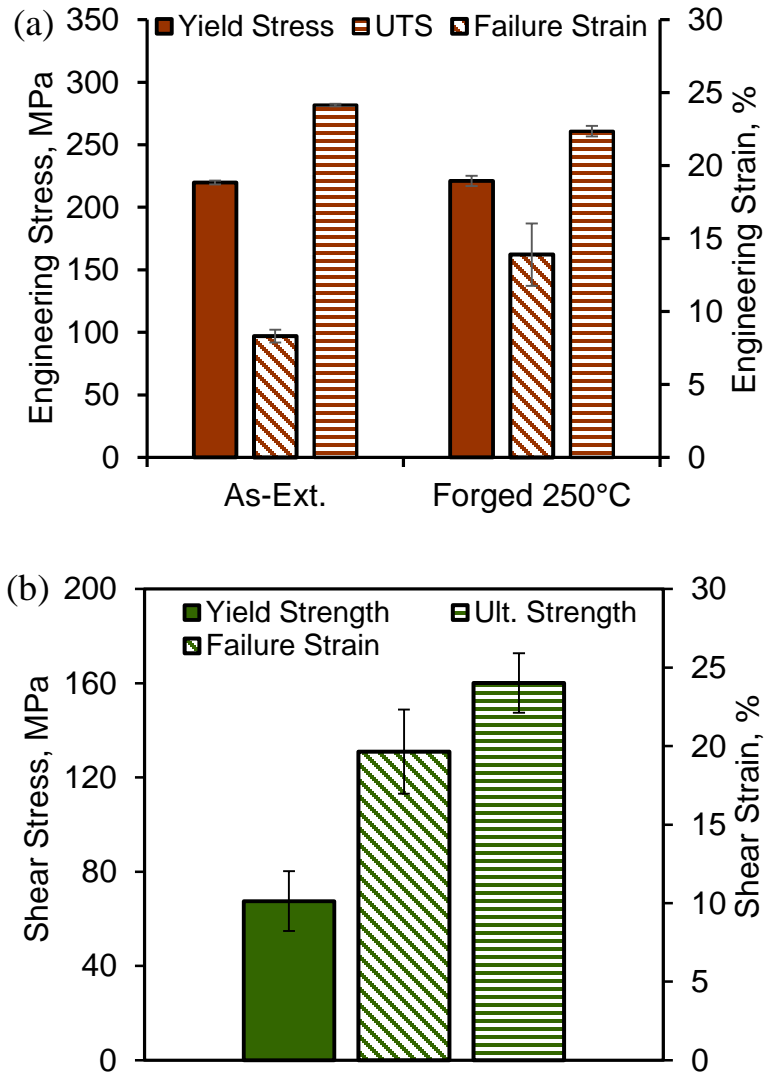 (a)
Yield Stress UTS Failure Strain
Engineering Stress, MPa
350
300
250
200
150
100
50
0
Engineering Strain, %
30
25
20
15
10
5
0
As-Ext. Forged 250°C
(b)
Yield Strength Ult. Strength
Failure Strain
Shear Stress, MPa
200
160
120
80
40
0
Shear Strain, %
30
25
20
15
10
5
0